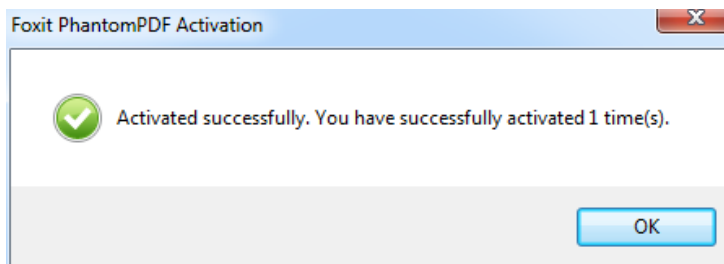 Foxit PhantomPDF Activation
Activated successfully. You have successfully activated 1 time(s).
OK